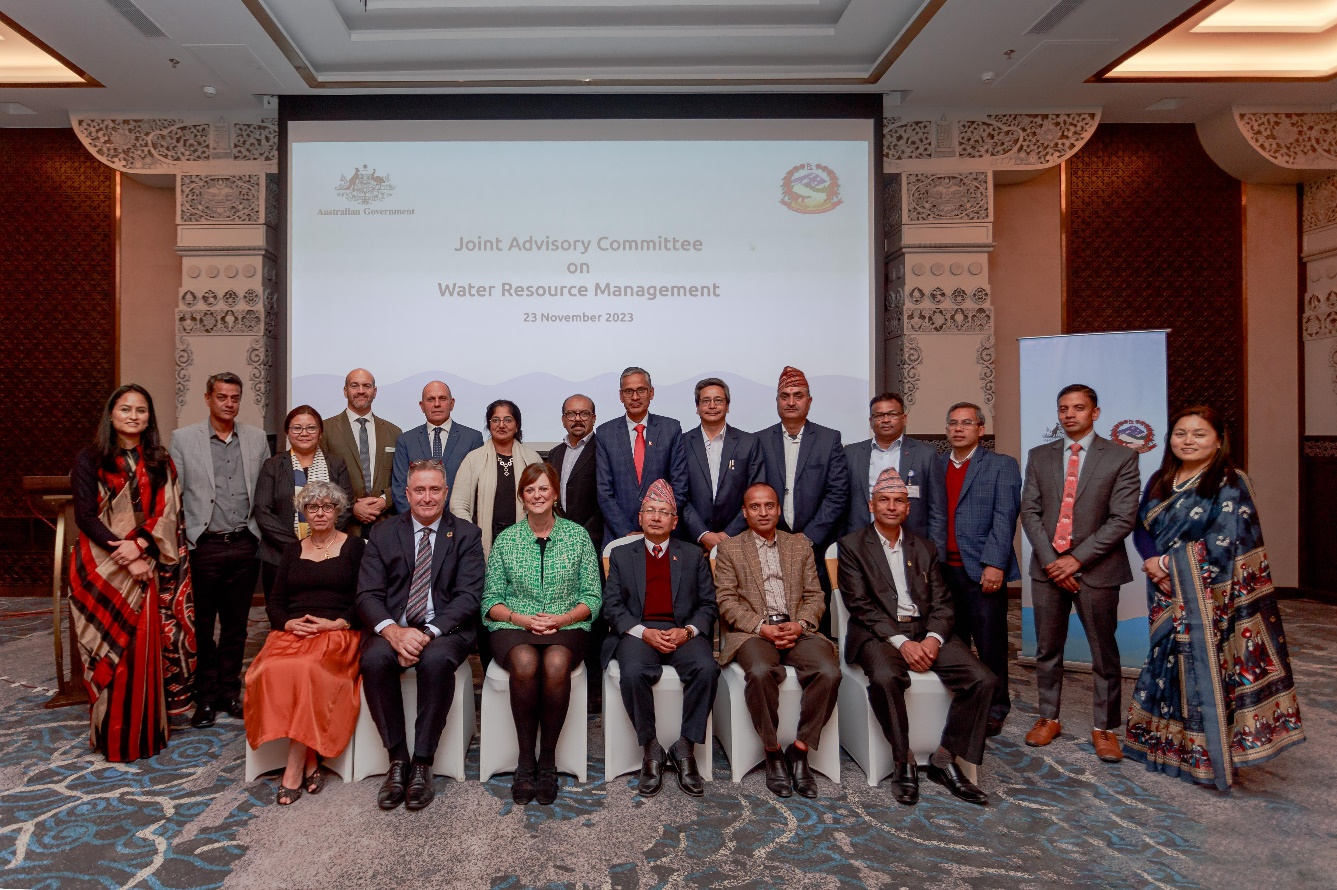 Australian Government
Joint Advisory Committee
on
Water Resource Management
23 November 2023